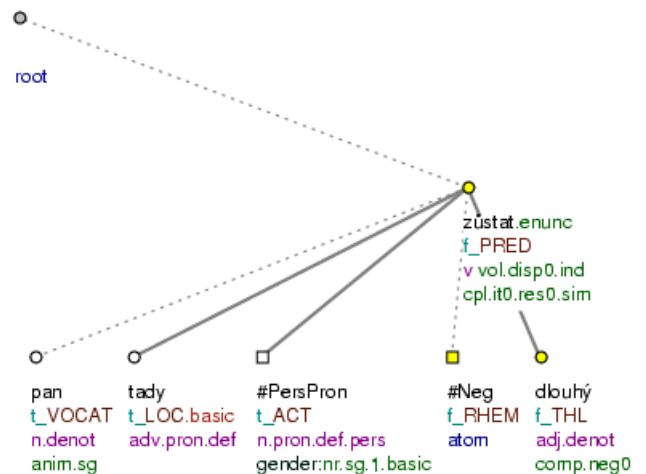 root
zůstat.enunc
f_PRED
v vol.disp0.ind
cpl.it0.res0.sim
pan tady #PersPron #Neg dlouhý
t_VOCAT t_LOC.basic t_ACT f_RHEM f_THL
n.denot adv.pron.def n.pron.def.pers atom adj.denot
anim.sg gender:nr.sg.1.basic comp.neg0